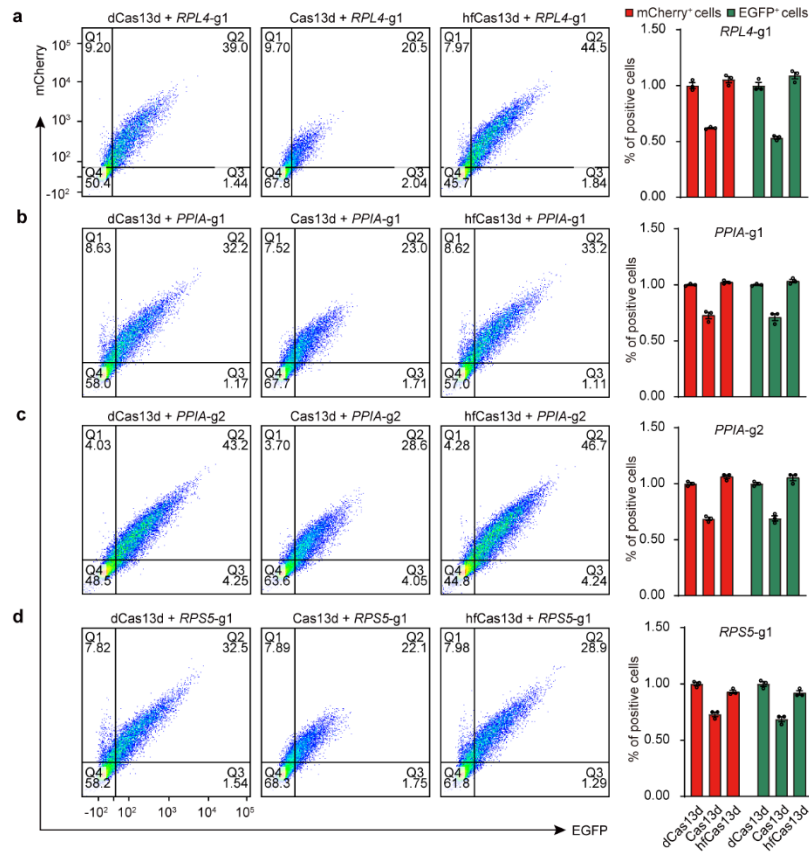 mCherry⁺ cells EGFP⁺ cells
a
dCas13d + RPL4-g1
Cas13d + RPL4-g1
hfCas13d + RPL4-g1
RPL4-g1
mCherry
10⁵
10⁴
10³
10²
-10²
Q1
9.20
Q2
39.0
Q4
50.4
Q3
1.44
Q1
9.70
Q2
20.5
Q4
67.8
Q3
2.04
Q1
7.97
Q2
44.5
Q4
45.7
Q3
1.84
% of positive cells
1.50
1.00
0.50
0.00
b
dCas13d + PPIA-g1
Cas13d + PPIA-g1
hfCas13d + PPIA-g1
PPIA-g1
Q1
8.63
Q2
32.2
Q4
58.0
Q3
1.17
Q1
7.52
Q2
23.0
Q4
67.7
Q3
1.71
Q1
8.62
Q2
33.2
Q4
57.0
Q3
1.11
% of positive cells
1.50
1.00
0.50
0.00
c
dCas13d + PPIA-g2
Cas13d + PPIA-g2
hfCas13d + PPIA-g2
PPIA-g2
Q1
4.03
Q2
43.2
Q4
48.5
Q3
4.25
Q1
3.70
Q2
28.6
Q4
63.6
Q3
4.05
Q1
4.28
Q2
46.7
Q4
44.8
Q3
4.24
% of positive cells
1.50
1.00
0.50
0.00
d
dCas13d + RPS5-g1
Cas13d + RPS5-g1
hfCas13d + RPS5-g1
RPS5-g1
Q1
7.82
Q2
32.5
Q4
58.2
Q3
1.54
Q1
7.89
Q2
22.1
Q4
68.3
Q3
1.75
Q1
7.98
Q2
28.9
Q4
61.8
Q3
1.29
% of positive cells
1.50
1.00
0.50
0.00
-10² 10² 10³ 10⁴ 10⁵
EGFP
dCas13d
Cas13d
hfCas13d
dCas13d
Cas13d
hfCas13d